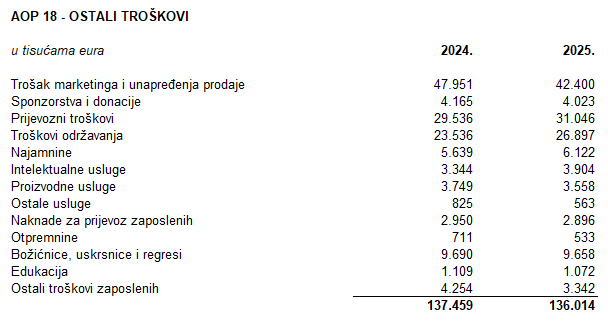 AOP 18 - OSTALI TROŠKOVI
u tisućama eura 2024. 2025.
Trošak marketinga i unapređenja prodaje 47.951 42.400
Sponzorstva i donacije 4.165 4.023
Prijevozni troškovi 29.536 31.046
Troškovi održavanja 23.536 26.897
Najamnine 5.639 6.122
Intelektualne usluge 3.344 3.904
Proizvodne usluge 3.749 3.558
Ostale usluge 825 563
Naknade za prijevoz zaposlenih 2.950 2.896
Otpremnine 711 533
Božićnice, uskrsnice i regresi 9.690 9.658
Edukacija 1.109 1.072
Ostali troškovi zaposlenih 4.254 3.342
137.459 136.014